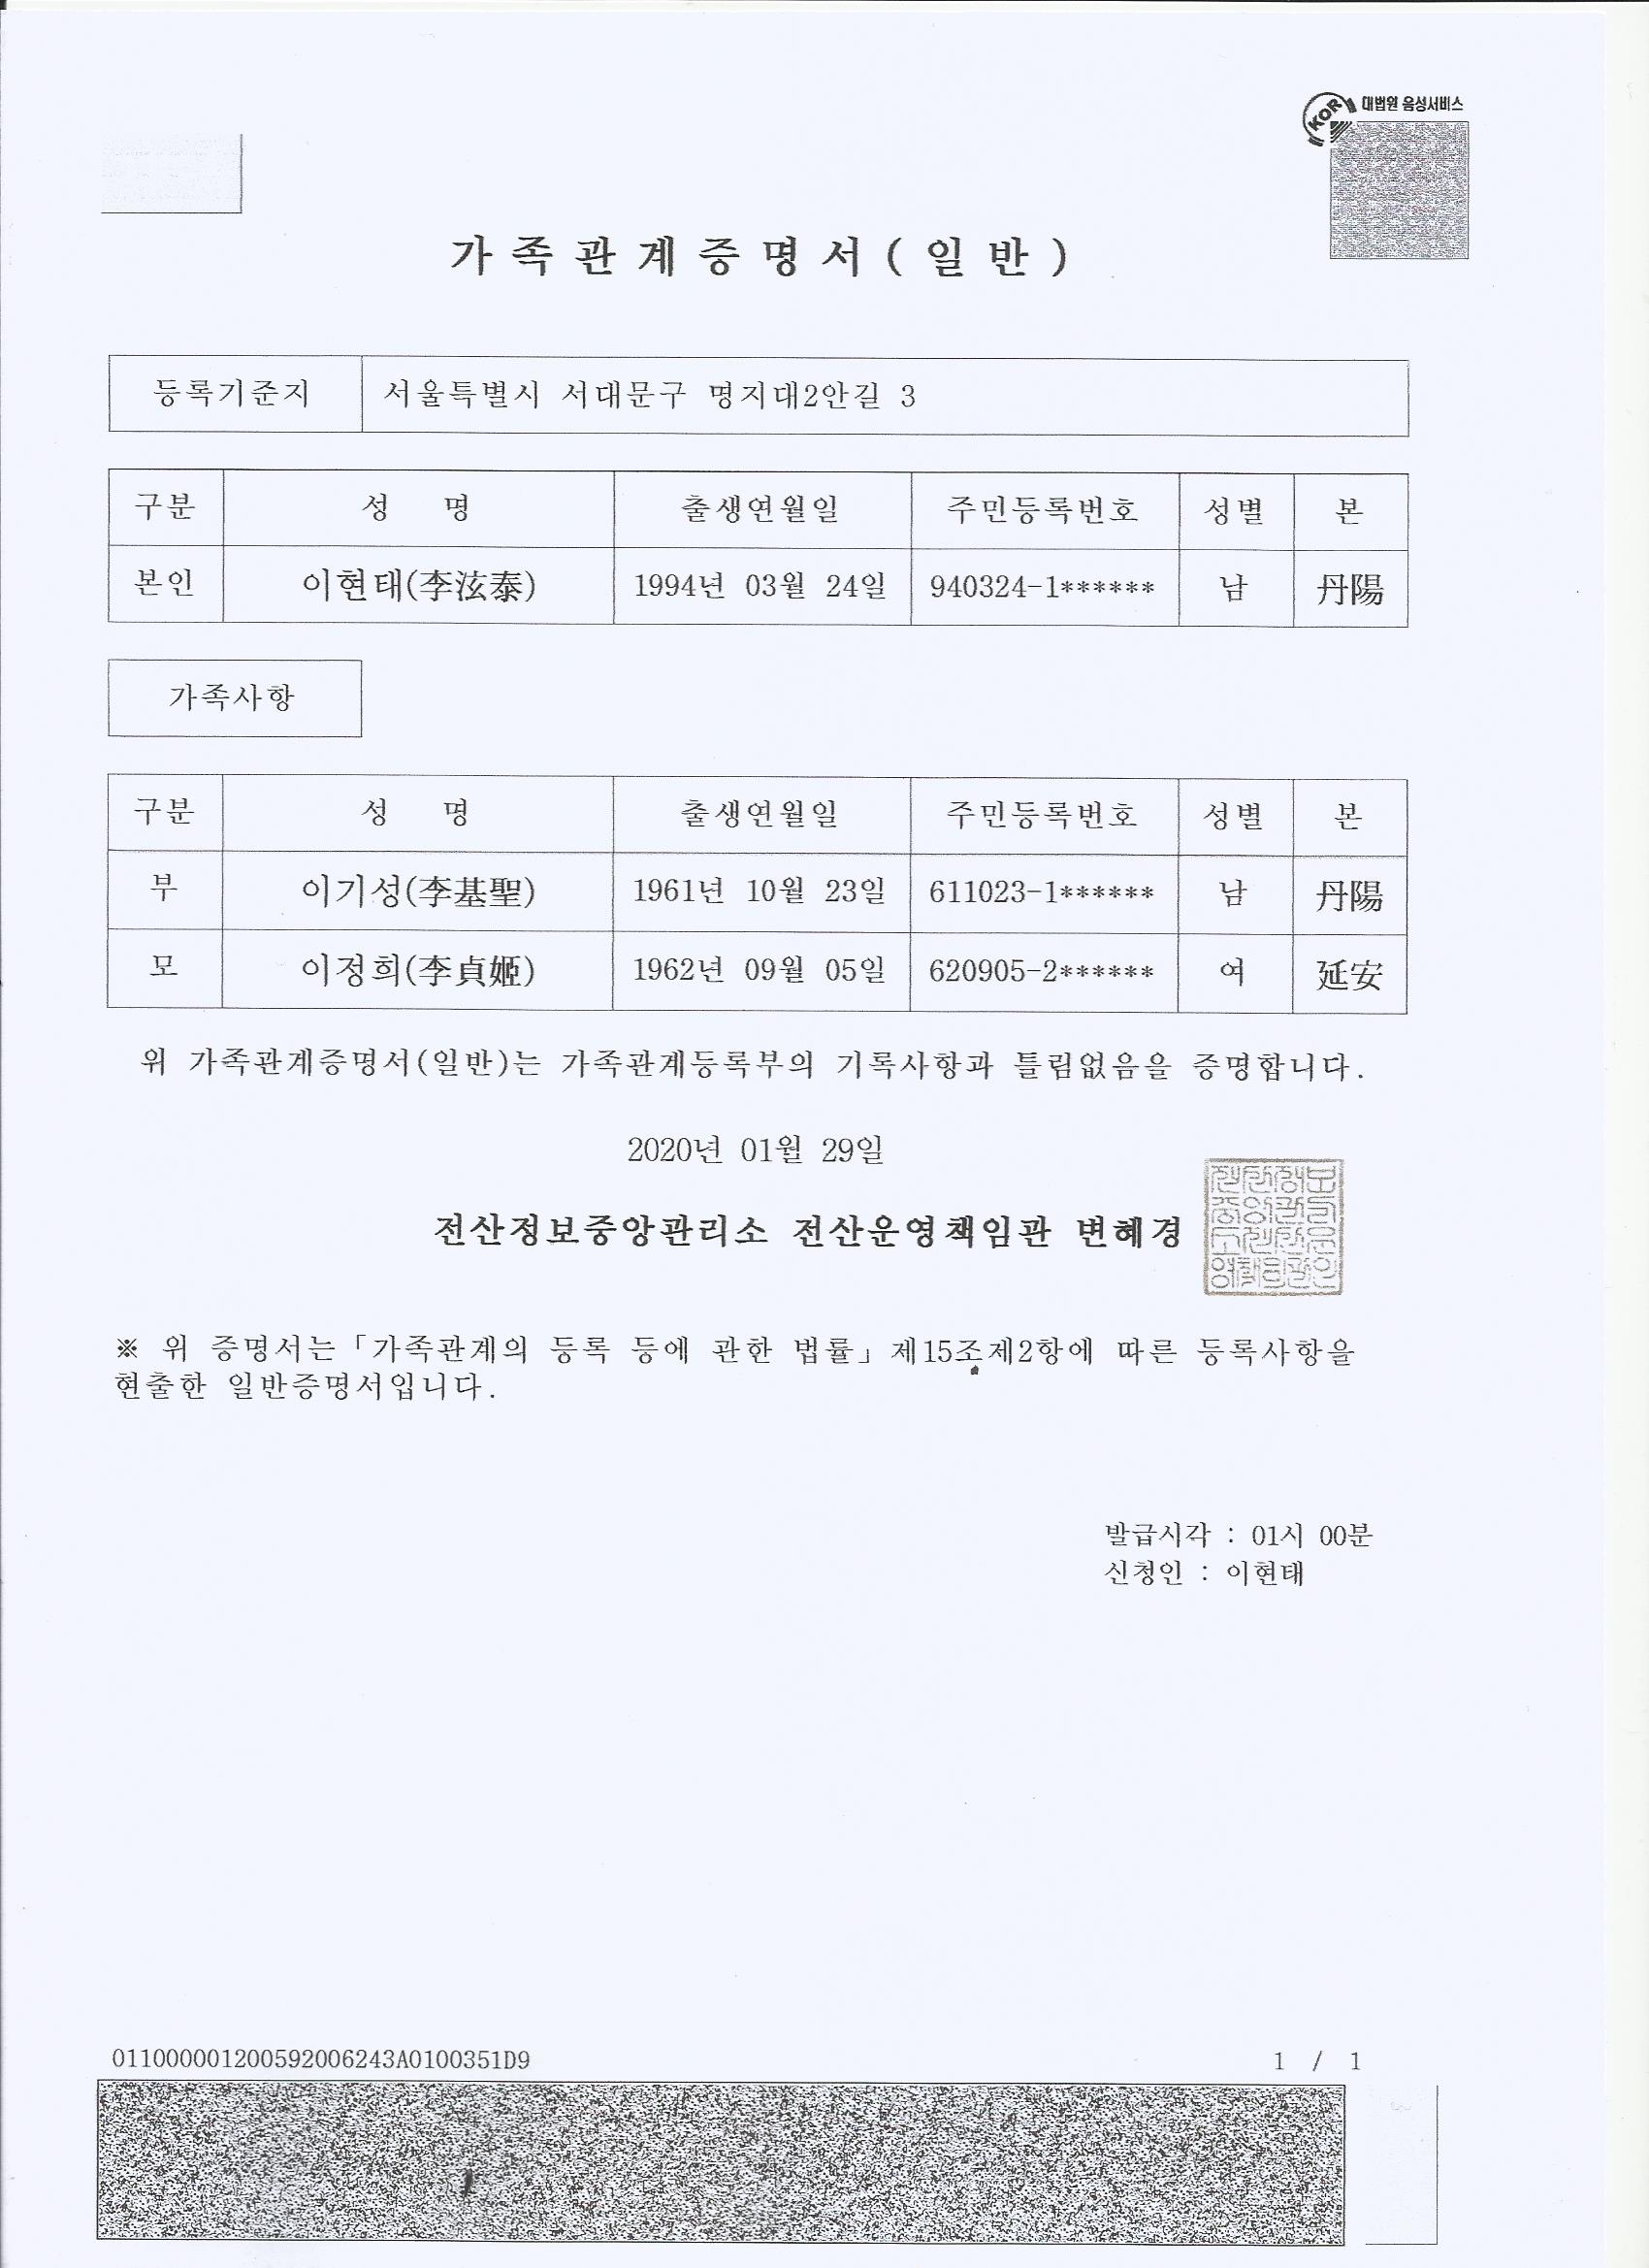 KOR 대법원 음성서비스
가족관계증명서(일반)
등록기준지 서울특별시 서대문구 명지대2안길 3
구분 성 명 출생연월일 주민등록번호 성별 본
본인 이현태(李泫泰) 1994년 03월 24일 940324-1****** 남 丹陽
가족사항
구분 성 명 출생연월일 주민등록번호 성별 본
부 이기성(李基聖) 1961년 10월 23일 611023-1****** 남 丹陽
모 이정희(李貞姬) 1962년 09월 05일 620905-2****** 여 延安
위 가족관계증명서(일반)는 가족관계등록부의 기록사항과 틀림없음을 증명합니다.
2020년 01월 29일
전산정보중앙관리소 전산운영책임관 변혜경
※ 위 증명서는「가족관계의 등록 등에 관한 법률」제15조제2항에 따른 등록사항을
현출한 일반증명서입니다.
발급시각 : 01시 00분
신청인 : 이현태
011000001200592006243A0100351D9 1 / 1